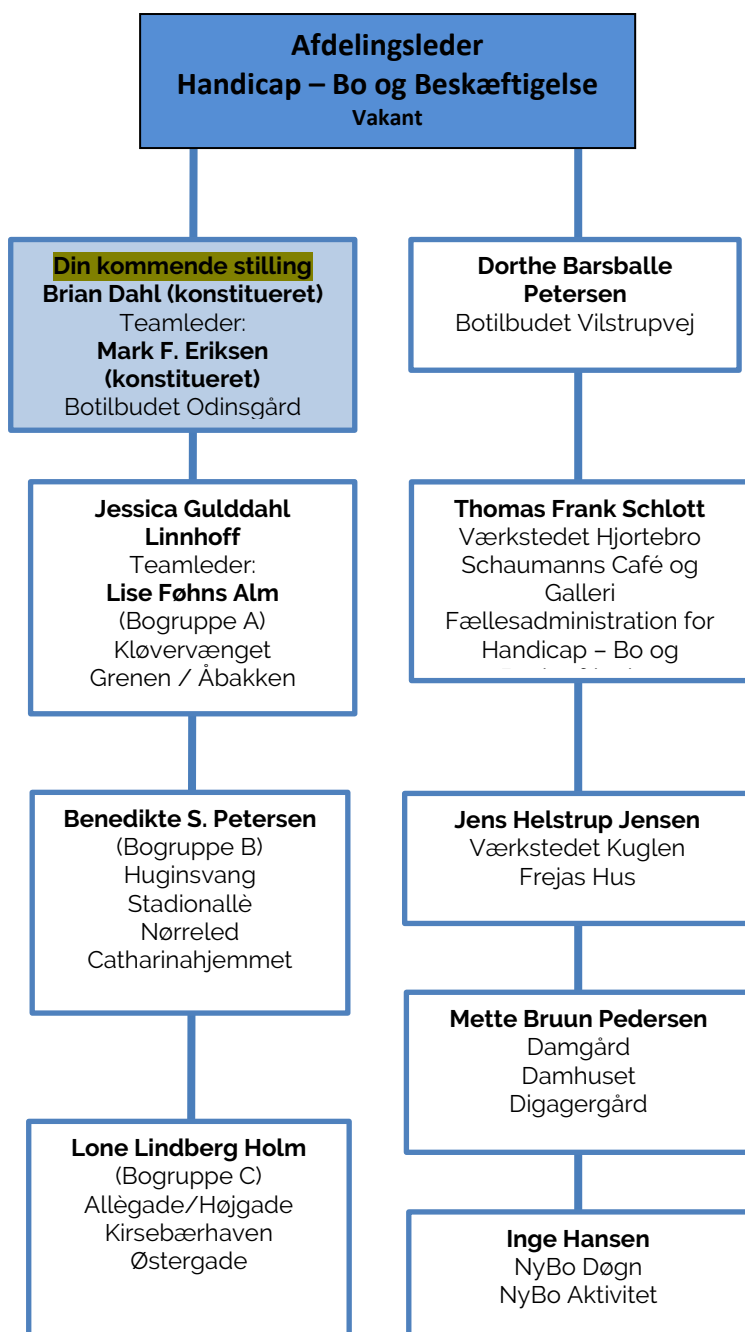 Afdelingsleder
Handicap – Bo og Beskæftigelse
Vakant
Din kommende stilling
Brian Dahl (konstitueret)
Teamleder:
Mark F. Eriksen
(konstitueret)
Botilbudet Odinsgård
Jessica Gulddahl
Linnhoff
Teamleder:
Lise Føhns Alm
(Bogruppe A)
Kløvervænget
Grenen / Åbakken
Benedikte S. Petersen
(Bogruppe B)
Huginsvang
Stadionallè
Nørreled
Catharinahjemmet
Lone Lindberg Holm
(Bogruppe C)
Allègade/Højgade
Kirsebærhaven
Østergade
Dorthe Barsballe
Petersen
Botilbudet Vilstrupvej
Thomas Frank Schlott
Værkstedet Hjortebro
Schaumanns Café og
Galleri
Fællesadministration for
Handicap – Bo og
Jens Helstrup Jensen
Værkstedet Kuglen
Frejas Hus
Mette Bruun Pedersen
Damgård
Damhuset
Digagergård
Inge Hansen
NyBo Døgn
NyBo Aktivitet